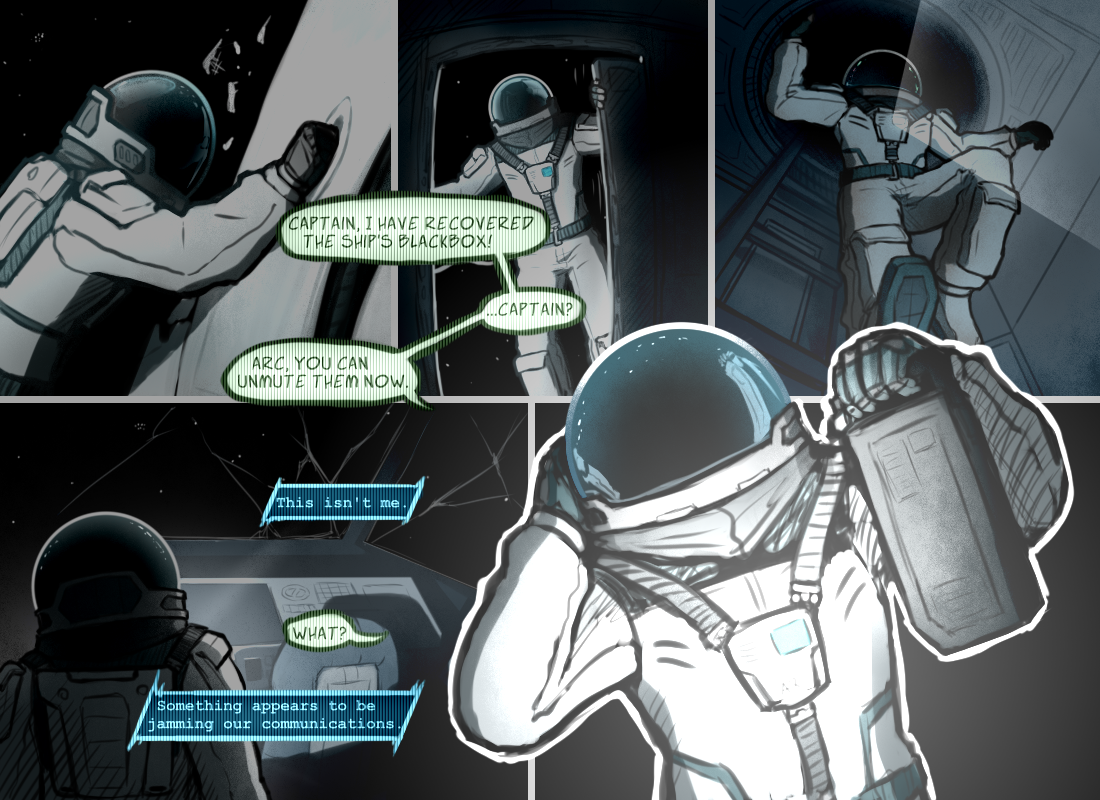 CAPTAIN, I HAVE RECOVERED
THE SHIP'S BLACKBOX!
...CAPTAIN?
ARC, YOU CAN
UNMUTE THEM NOW.
This isn't me.
WHAT?
Something appears to be
jamming our communications.